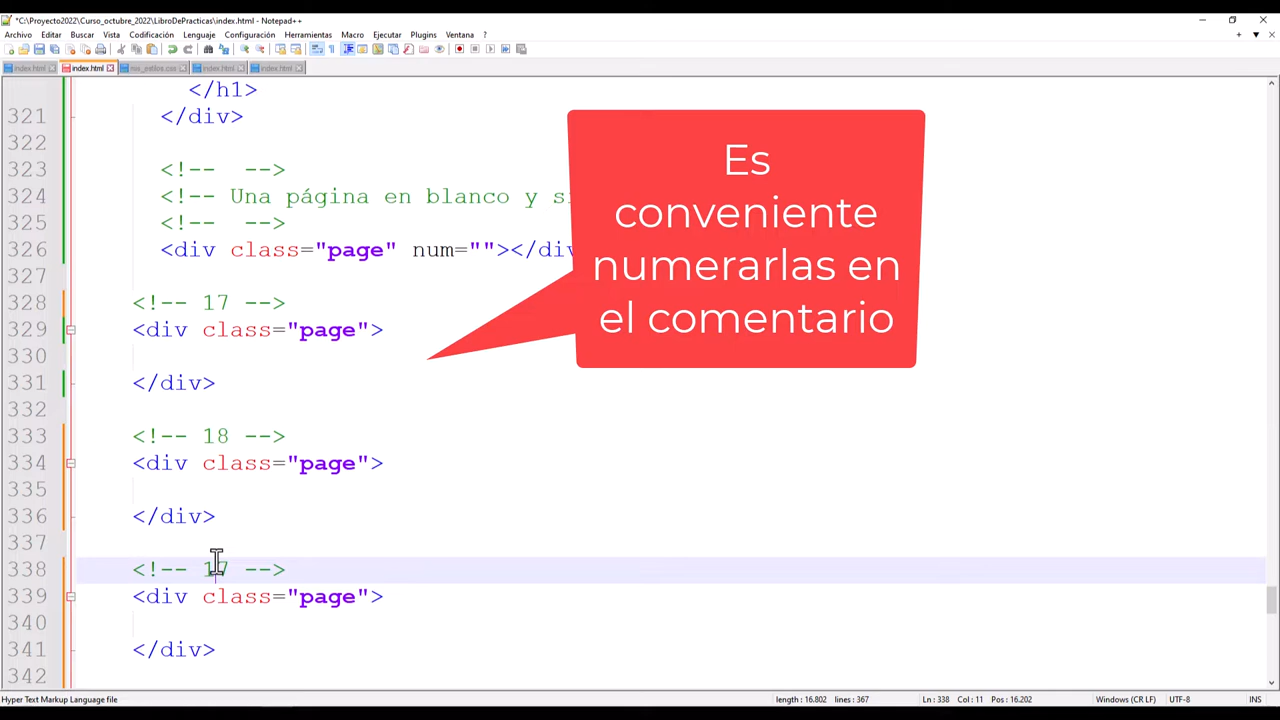 *C:\Proyecto2022\Curso_octubre_2022\LibroDePracticas\index.html - Notepad++
Archivo Editar Buscar Vista Codificación Lenguaje Configuración Herramientas Macro Ejecutar Plugins Ventana ?
index.html index.html mis_estilos.css index.html index.html
</h1>
321 </div>
322
323 <!--  -->
324 <!-- Una página en blanco y
325 <!--  -->
326 <div class="page" num=""></div
327
328 <!-- 17 -->
329 <div class="page">
330
331 </div>
332
333 <!-- 18 -->
334 <div class="page">
335
336 </div>
337
338 <!-- 17 -->
339 <div class="page">
340
341 </div>
342
Es
conveniente
numerarlas en
el comentario
Hyper Text Markup Language file length : 16.802 lines : 367 Ln : 338 Col : 11 Pos : 16.202 Windows (CR LF) UTF-8 INS